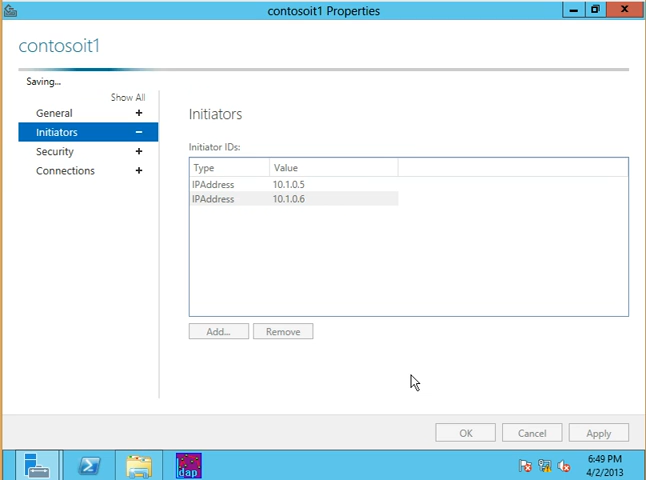 contosoit1 Properties
contosoit1
Saving...
Show All
General +
Initiators −
Security +
Connections +
Initiators
Initiator IDs:
Type Value
IPAddress 10.1.0.5
IPAddress 10.1.0.6
Add... Remove
OK Cancel Apply
dap
6:49 PM
4/2/2013